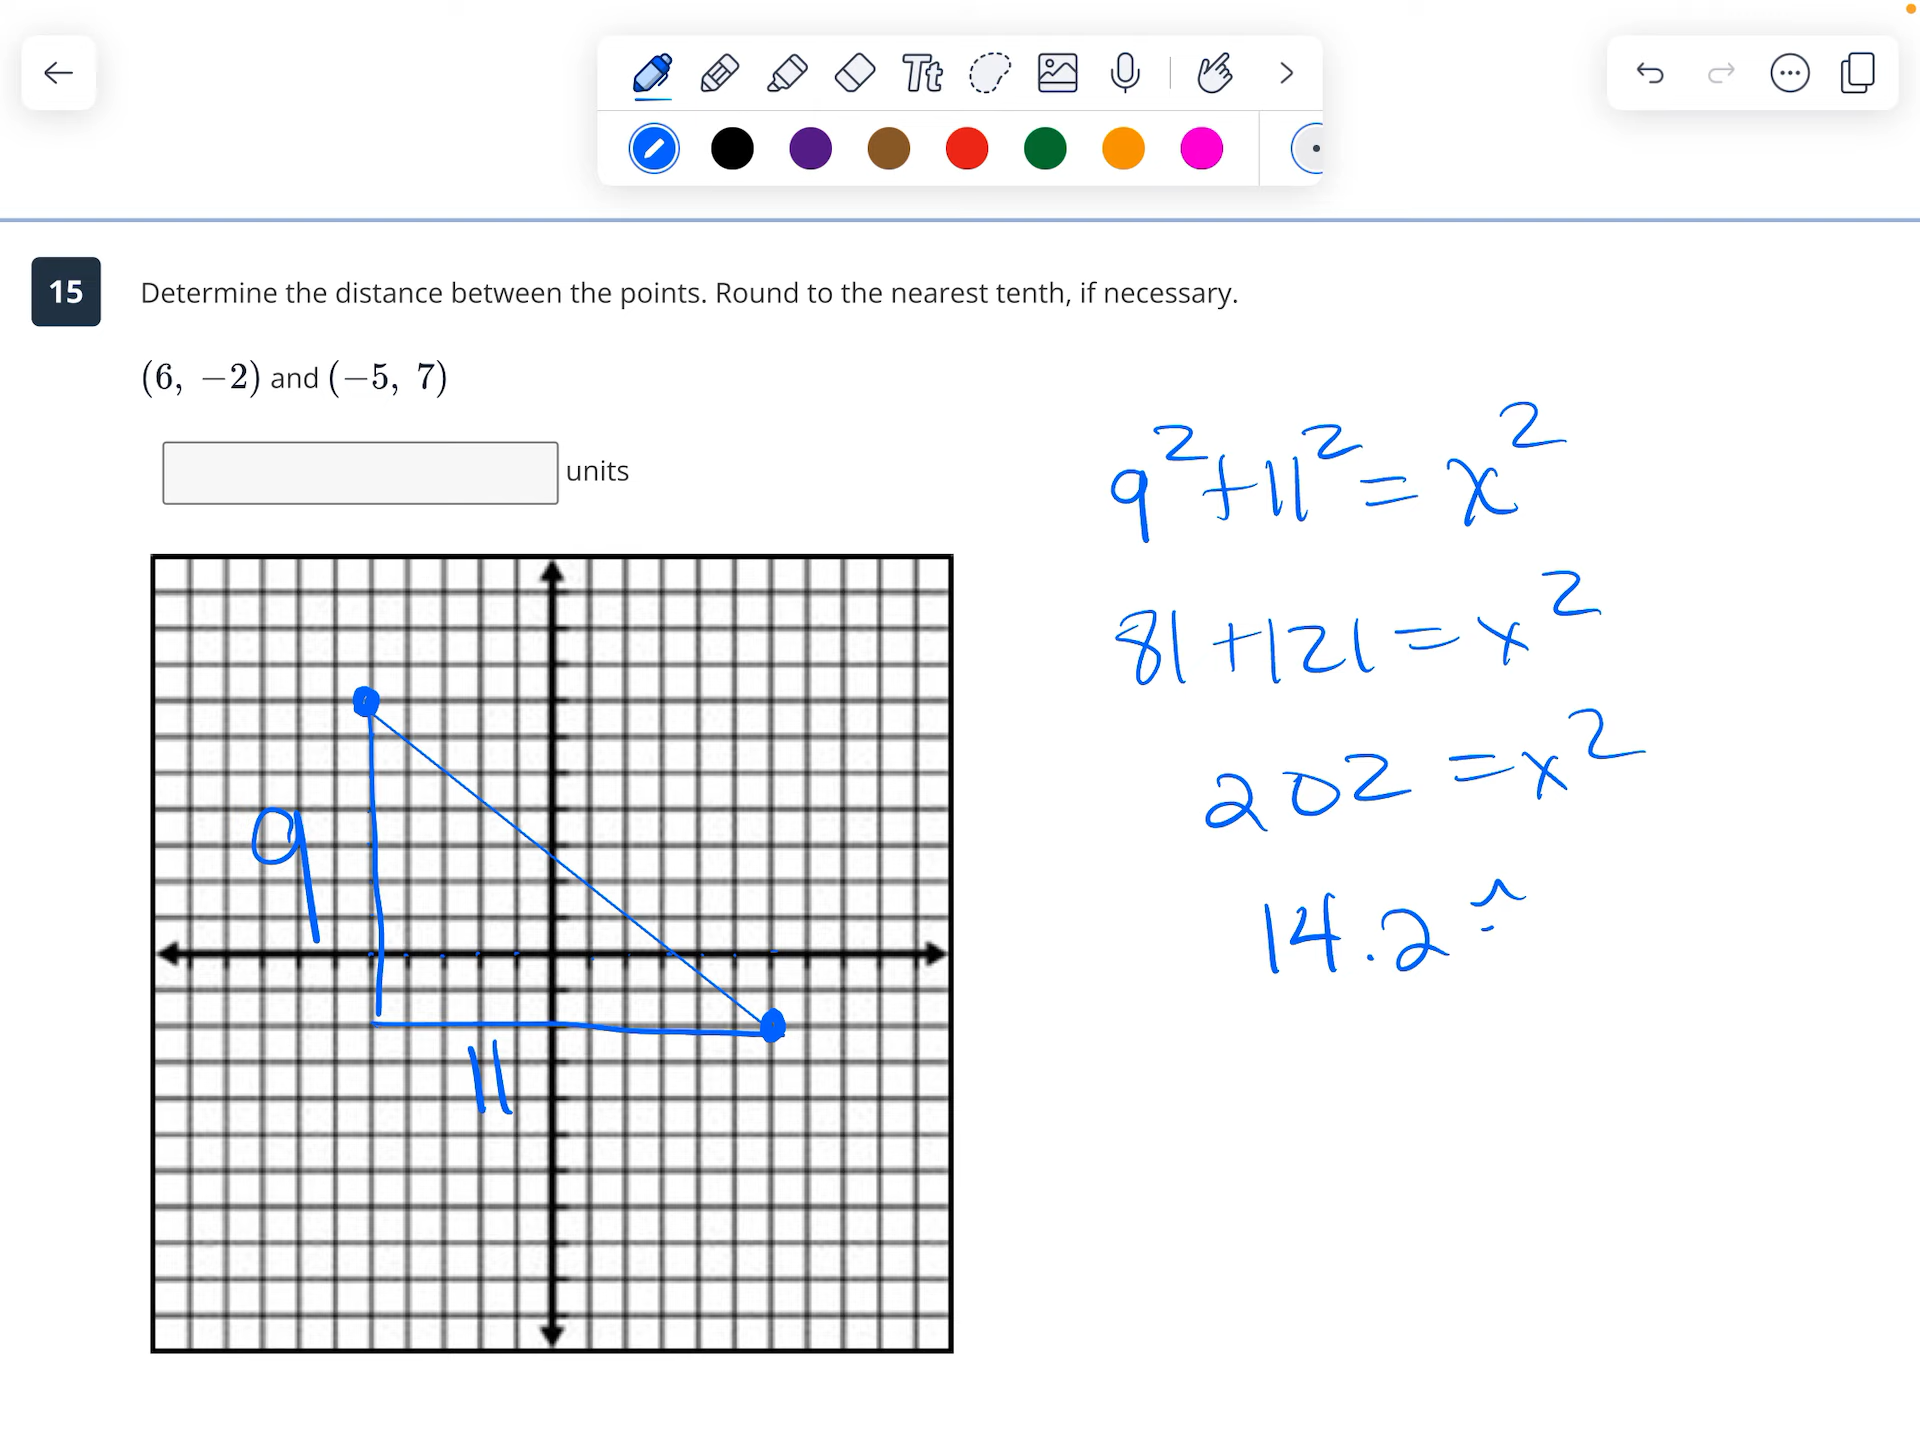 Tt
15
Determine the distance between the points. Round to the nearest tenth, if necessary.
(6, −2) and (−5, 7)
units
9
11
9² + 11² = x²
81 + 121 = x²
202 = x²
14.2